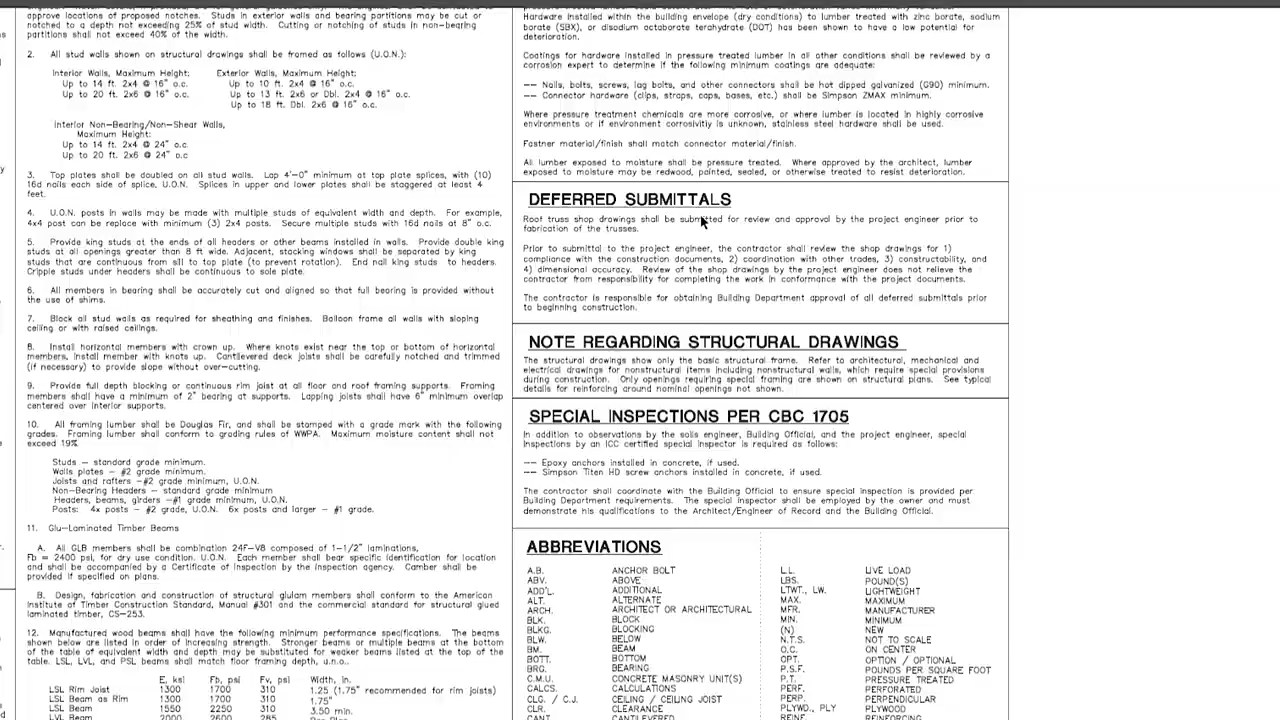 approve locations of proposed notches. Studs in exterior walls and bearing partitions may be cut or
notched to a depth not exceeding 25% of stud width. Cutting or notching of studs in non-bearing
partitions shall not exceed 40% of the width.
2. All stud walls shown on structural drawings shall be framed as follows (U.O.N.):
Interior Walls, Maximum Height: Exterior Walls, Maximum Height:
Up to 14 ft. 2x4 @ 16" o.c. Up to 10 ft. 2x4 @ 16" o.c.
Up to 20 ft. 2x6 @ 16" o.c. Up to 13 ft. 2x6 or Dbl. 2x4 @ 16" o.c.
Up to 18 ft. Dbl. 2x6 @ 16" o.c.
Interior Non-Bearing/Non-Shear Walls,
Maximum Height:
Up to 14 ft. 2x4 @ 24" o.c.
Up to 20 ft. 2x6 @ 24" o.c
3. Top plates shall be doubled on all stud walls. Lap 4'-0" minimum at top plate splices, with (10)
16d nails each side of splice, U.O.N. Splices in upper and lower plates shall be staggered at least 4
feet.
4. U.O.N. posts in walls may be made with multiple studs of equivalent width and depth. For example,
4x4 post can be replace with minimum (3) 2x4 posts. Secure multiple studs with 16d nails at 8" o.c.
5. Provide king studs at the ends of all headers or other beams installed in walls. Provide double king
studs at all openings greater than 8 ft wide. Adjacent, stacking windows shall be separated by king
studs that are continuous from sill to top plate (to prevent rotation). End nail king studs to headers.
Cripple studs under headers shall be continuous to sole plate.
6. All members in bearing shall be accurately cut and aligned so that full bearing is provided without
the use of shims.
7. Block all stud walls as required for sheathing and finishes. Balloon frame all walls with sloping
ceiling or with raised ceilings.
8. Install horizontal members with crown up. Where knots exist near the top or bottom of horizontal
members, install member with knots up. Cantilevered deck joists shall be carefully notched and trimmed
(if necessary) to provide slope without over-cutting.
9. Provide full depth blocking or continuous rim joist at all floor and roof framing supports. Framing
members shall have a minimum of 2" bearing at supports. Lapping joists shall have 6" minimum overlap
centered over interior supports.
10. All framing lumber shall be Douglas Fir, and shall be stamped with a grade mark with the following
grades. Framing lumber shall conform to grading rules of WWPA. Maximum moisture content shall not
exceed 19%.
Studs - standard grade minimum.
Walls plates - #2 grade minimum.
Joists and rafters -#2 grade minimum, U.O.N.
Non-Bearing Headers - standard grade minimum
Headers, beams, girders -#1 grade minimum, U.O.N.
Posts: 4x posts - #2 grade, U.O.N. 6x posts and larger - #1 grade.
11. Glu-Laminated Timber Beams
A. All GLB members shall be combination 24F-V8 composed of 1-1/2" laminations,
Fb = 2400 psi, for dry use condition. U.O.N. Each member shall bear specific identification for location
and shall be accompanied by a Certificate of Inspection by the inspection agency. Camber shall be
provided if specified on plans.
B. Design, fabrication and construction of structural glulam members shall conform to the American
Institute of Timber Construction Standard, Manual #301 and the commercial standard for structural glued
laminated timber, CS-253.
12. Manufactured wood beams shall have the following minimum performance specifications. The beams
shown below are listed in order of increasing strength. Stronger beams or multiple beams at the bottom
of the table of equivalent width and depth may be substituted for weaker beams listed at the top of the
table. LSL, LVL, and PSL beams shall match floor framing depth, u.n.o..
E, ksi Fb, psi Fv, psi Width, in.
LSL Rim Joist 1300 1700 310 1.25 (1.75" recommended for rim joists)
LSL Beam as Rim 1300 1700 310 1.75"
LSL Beam 1550 2250 310 3.50 min.
LVL Beam 2000 2600 285
Hardware installed within the building envelope (dry conditions) to lumber treated with zinc borate, sodium
borate (SBX), or disodium octaborate terahydrate (DOT) has been shown to have a low potential for
deterioration.
Coatings for hardware installed in pressure treated lumber in all other conditions shall be reviewed by a
corrosion expert to determine if the following minimum coatings are adequate:
-- Nails, bolts, screws, lag bolts, and other connectors shall be hot dipped galvanized (G90) minimum.
-- Connector hardware (clips, straps, caps, bases, etc.) shall be Simpson ZMAX minimum.
Where pressure treatment chemicals are more corrosive, or where lumber is located in highly corrosive
environments or if environment corrosivitiy is unknown, stainless steel hardware shall be used.
Fastner material/finish shall match connector material/finish.
All lumber exposed to moisture shall be pressure treated. Where approved by the architect, lumber
exposed to moisture may be redwood, painted, sealed, or otherwise treated to resist deterioration.
DEFERRED SUBMITTALS
Roof truss shop drawings shall be submitted for review and approval by the project engineer prior to
fabrication of the trusses.
Prior to submittal to the project engineer, the contractor shall review the shop drawings for 1)
compliance with the construction documents, 2) coordination with other trades, 3) constructability, and
4) dimensional accuracy. Review of the shop drawings by the project engineer does not relieve the
contractor from responsibility for completing the work in conformance with the project documents.
The contractor is responsible for obtaining Building Department approval of all deferred submittals prior
to beginning construction.
NOTE REGARDING STRUCTURAL DRAWINGS
The structural drawings show only the basic structural frame. Refer to architectural, mechanical and
electrical drawings for nonstructural items including nonstructural walls, which require special provisions
during construction. Only openings requiring special framing are shown on structural plans. See typical
details for reinforcing around nominal openings not shown.
SPECIAL INSPECTIONS PER CBC 1705
In addition to observations by the soils engineer, Building Official, and the project engineer, special
inspections by an ICC certified special inspector is required as follows:
-- Epoxy anchors installed in concrete, if used.
-- Simpson Titen HD screw anchors installed in concrete, if used.
The contractor shall coordinate with the Building Official to ensure special inspection is provided per
Building Department requirements. The special inspector shall be employed by the owner and must
demonstrate his qualifications to the Architect/Engineer of Record and the Building Official.
ABBREVIATIONS
A.B. ANCHOR BOLT L.L. LIVE LOAD
ABV. ABOVE LBS. POUND(S)
ADD'L. ADDITIONAL LTWT., LW. LIGHTWEIGHT
ALT. ALTERNATE MAX. MAXIMUM
ARCH. ARCHITECT OR ARCHITECTURAL MFR. MANUFACTURER
BLK. BLOCK MIN. MINIMUM
BLKG. BLOCKING (N) NEW
BLW. BELOW N.T.S. NOT TO SCALE
BM. BEAM O.C. ON CENTER
BOTT. BOTTOM OPT. OPTION / OPTIONAL
BRG. BEARING P.S.F. POUNDS PER SQUARE FOOT
C.M.U. CONCRETE MASONRY UNIT(S) P.T. PRESSURE TREATED
CALCS. CALCULATIONS PERF. PERFORATED
CLG. / C.J. CEILING / CEILING JOIST PERP. PERPENDICULAR
CLR. CLEARANCE PLYWD., PLY PLYWOOD
CANT. CANTILEVERED REINF. REINFORCING